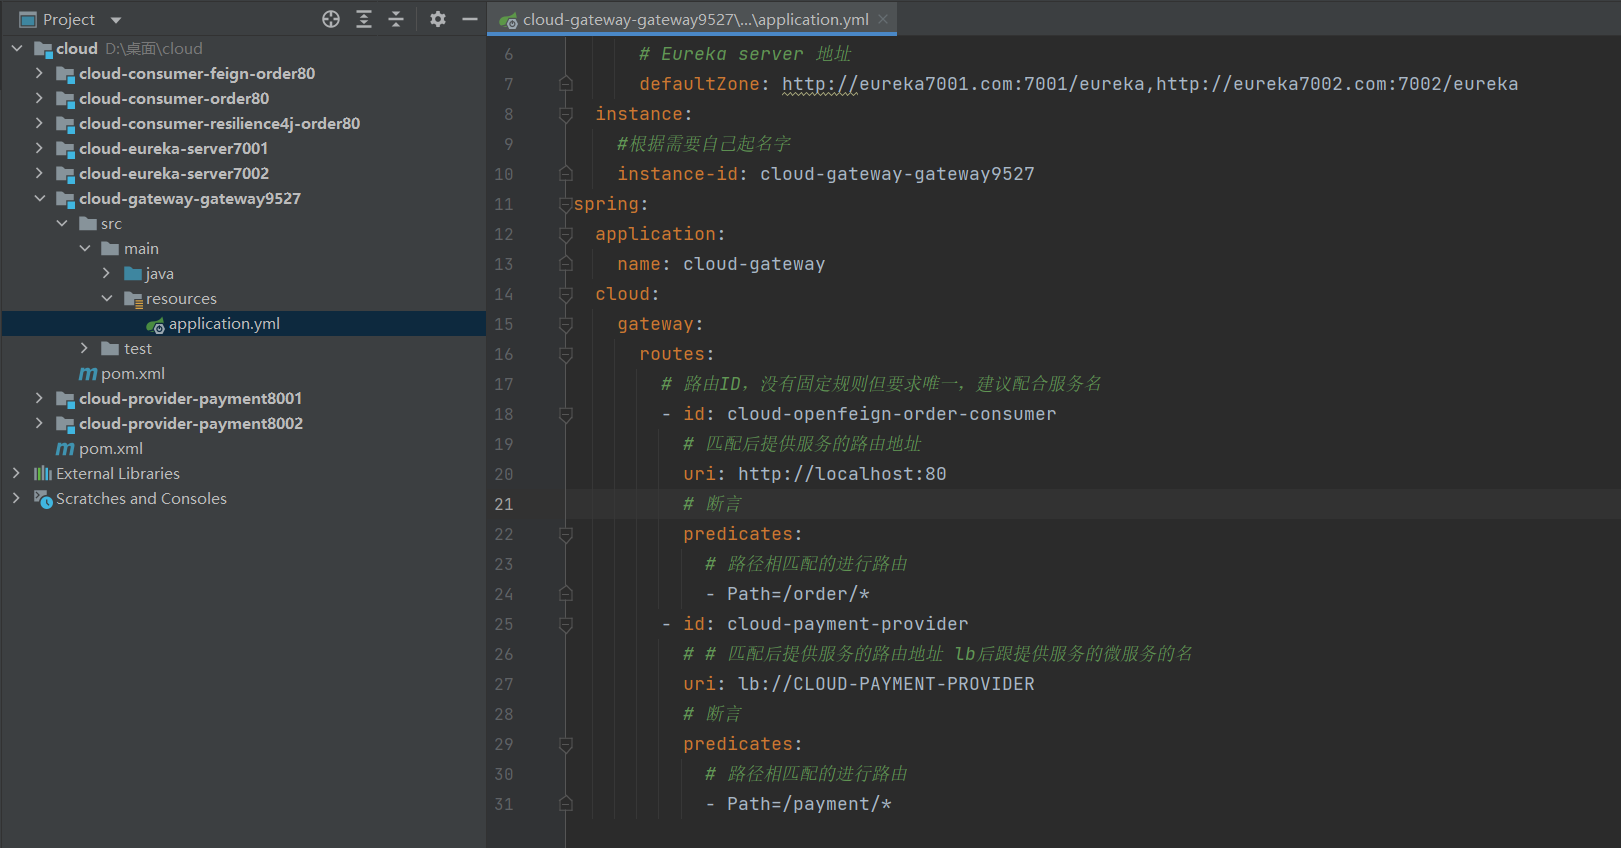 Project
cloud D:\桌面\cloud
cloud-consumer-feign-order80
cloud-consumer-order80
cloud-consumer-resilience4j-order80
cloud-eureka-server7001
cloud-eureka-server7002
cloud-gateway-gateway9527
src
main
java
resources
application.yml
test
pom.xml
cloud-provider-payment8001
cloud-provider-payment8002
pom.xml
External Libraries
Scratches and Consoles
cloud-gateway-gateway9527\...\application.yml
6 # Eureka server 地址
7 defaultZone: http://eureka7001.com:7001/eureka,http://eureka7002.com:7002/eureka
8 instance:
9 #根据需要自己起名字
10 instance-id: cloud-gateway-gateway9527
11 spring:
12 application:
13 name: cloud-gateway
14 cloud:
15 gateway:
16 routes:
17 # 路由ID，没有固定规则但要求唯一，建议配合服务名
18 - id: cloud-openfeign-order-consumer
19 # 匹配后提供服务的路由地址
20 uri: http://localhost:80
21 # 断言
22 predicates:
23 # 路径相匹配的进行路由
24 - Path=/order/*
25 - id: cloud-payment-provider
26 # # 匹配后提供服务的路由地址 lb后跟提供服务的微服务的名
27 uri: lb://CLOUD-PAYMENT-PROVIDER
28 # 断言
29 predicates:
30 # 路径相匹配的进行路由
31 - Path=/payment/*